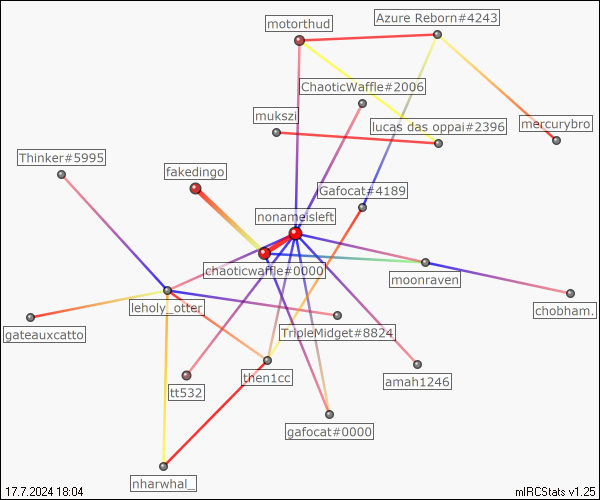 Azure Reborn#4243
motorthud
ChaoticWaffle#2006
mukszi
lucas das oppai#2396
mercurybro
Thinker#5995
fakedingo
Gafocat#4189
nonameisleft
chaoticwaffle#0000
moonraven
leholy_otter
chobham.
gateauxcatto
TripleMidget#8824
then1cc
amah1246
tt532
gafocat#0000
nharwhal_
17.7.2024 18:04
mIRCStats v1.25